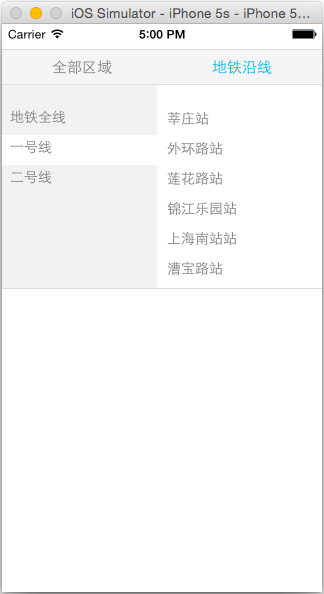 iOS Simulator - iPhone 5s - iPhone 5...
Carrier 5:00 PM
全部区域 地铁沿线
地铁全线
一号线
二号线
莘庄站
外环路站
莲花路站
锦江乐园站
上海南站站
漕宝路站